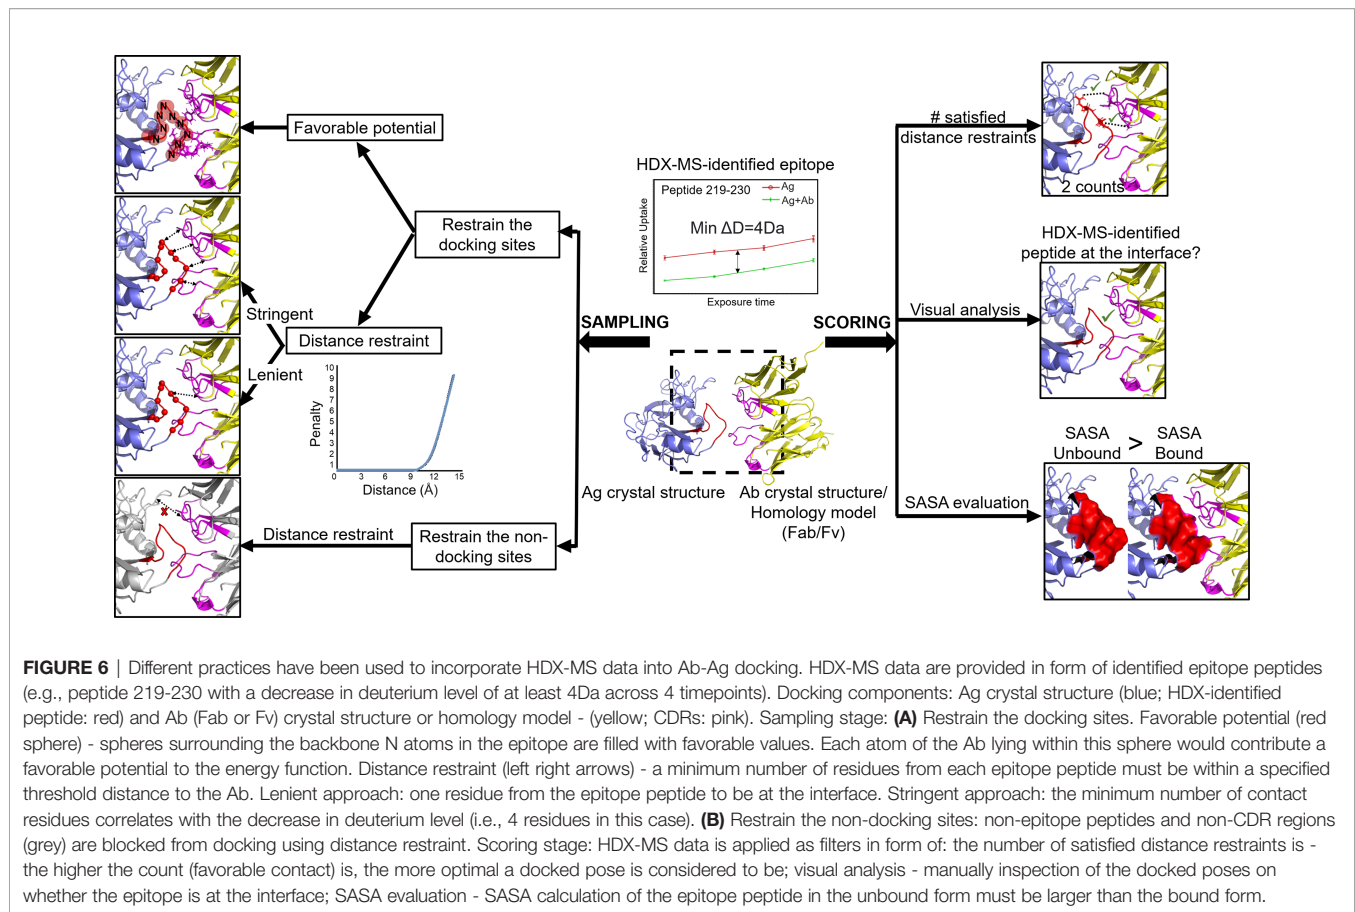 Favorable potential
Restrain the
docking sites
Stringent
Distance restraint
Lenient
Penalty
10
9
8
7
6
5
4
3
2
1
0 3 6 9 12 15
Distance (Å)
Distance restraint
Restrain the non-
docking sites
N N N N N N N N N N
SAMPLING
HDX-MS-identified epitope
Peptide 219-230
Ag
Ag+Ab
Min ΔD=4Da
Relative Uptake
Exposure time
Ag crystal structure
Ab crystal structure/
Homology model
(Fab/Fv)
SCORING
# satisfied
distance restraints
2 counts
HDX-MS-identified
peptide at the interface?
Visual analysis
SASA
Unbound
>
SASA
Bound
SASA evaluation
FIGURE 6 | Different practices have been used to incorporate HDX-MS data into Ab-Ag docking. HDX-MS data are provided in form of identified epitope peptides
(e.g., peptide 219-230 with a decrease in deuterium level of at least 4Da across 4 timepoints). Docking components: Ag crystal structure (blue; HDX-identified
peptide: red) and Ab (Fab or Fv) crystal structure or homology model - (yellow; CDRs: pink). Sampling stage: (A) Restrain the docking sites. Favorable potential (red
sphere) - spheres surrounding the backbone N atoms in the epitope are filled with favorable values. Each atom of the Ab lying within this sphere would contribute a
favorable potential to the energy function. Distance restraint (left right arrows) - a minimum number of residues from each epitope peptide must be within a specified
threshold distance to the Ab. Lenient approach: one residue from the epitope peptide to be at the interface. Stringent approach: the minimum number of contact
residues correlates with the decrease in deuterium level (i.e., 4 residues in this case). (B) Restrain the non-docking sites: non-epitope peptides and non-CDR regions
(grey) are blocked from docking using distance restraint. Scoring stage: HDX-MS data is applied as filters in form of: the number of satisfied distance restraints is -
the higher the count (favorable contact) is, the more optimal a docked pose is considered to be; visual analysis - manually inspection of the docked poses on
whether the epitope is at the interface; SASA evaluation - SASA calculation of the epitope peptide in the unbound form must be larger than the bound form.